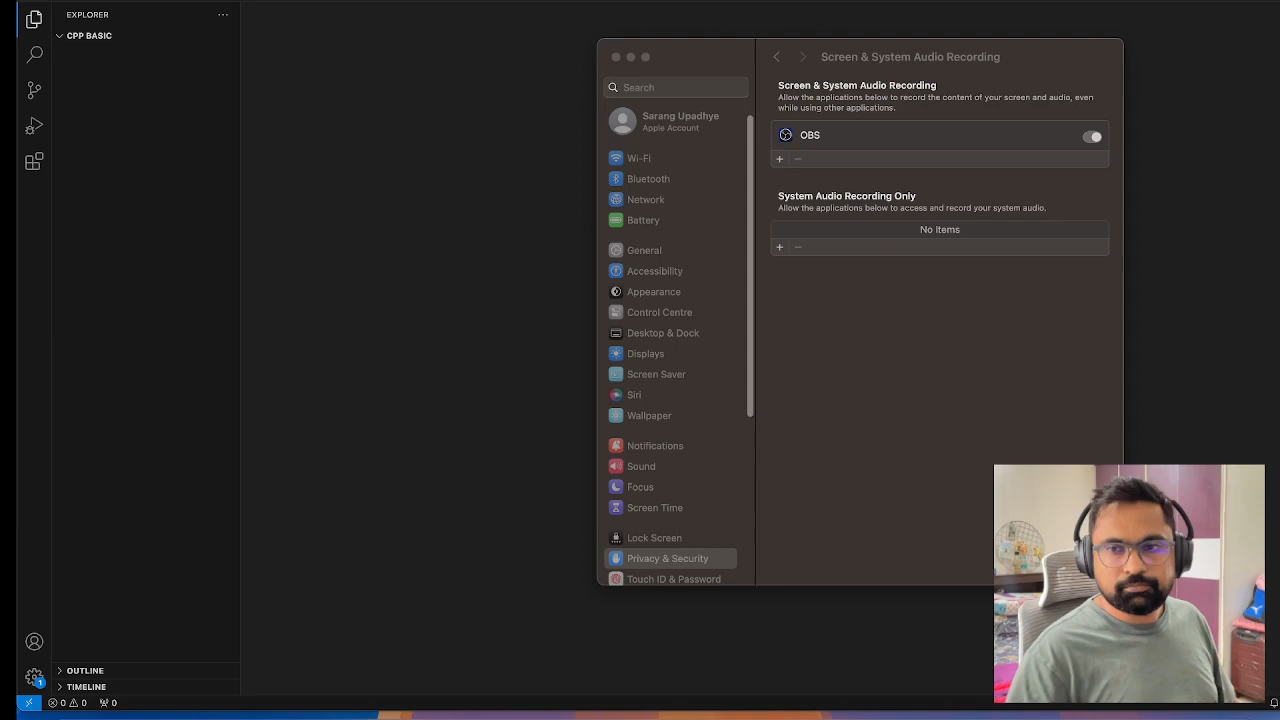 EXPLORER
CPP BASIC
OUTLINE
TIMELINE
1
0 0 0
Search
Sarang Upadhye
Apple Account
Wi-Fi
Bluetooth
Network
Battery
General
Accessibility
Appearance
Control Centre
Desktop & Dock
Displays
Screen Saver
Siri
Wallpaper
Notifications
Sound
Focus
Screen Time
Lock Screen
Privacy & Security
Touch ID & Password
Screen & System Audio Recording
Screen & System Audio Recording
Allow the applications below to record the content of your screen and audio, even
while using other applications.
OBS
System Audio Recording Only
Allow the applications below to access and record your system audio.
No Items